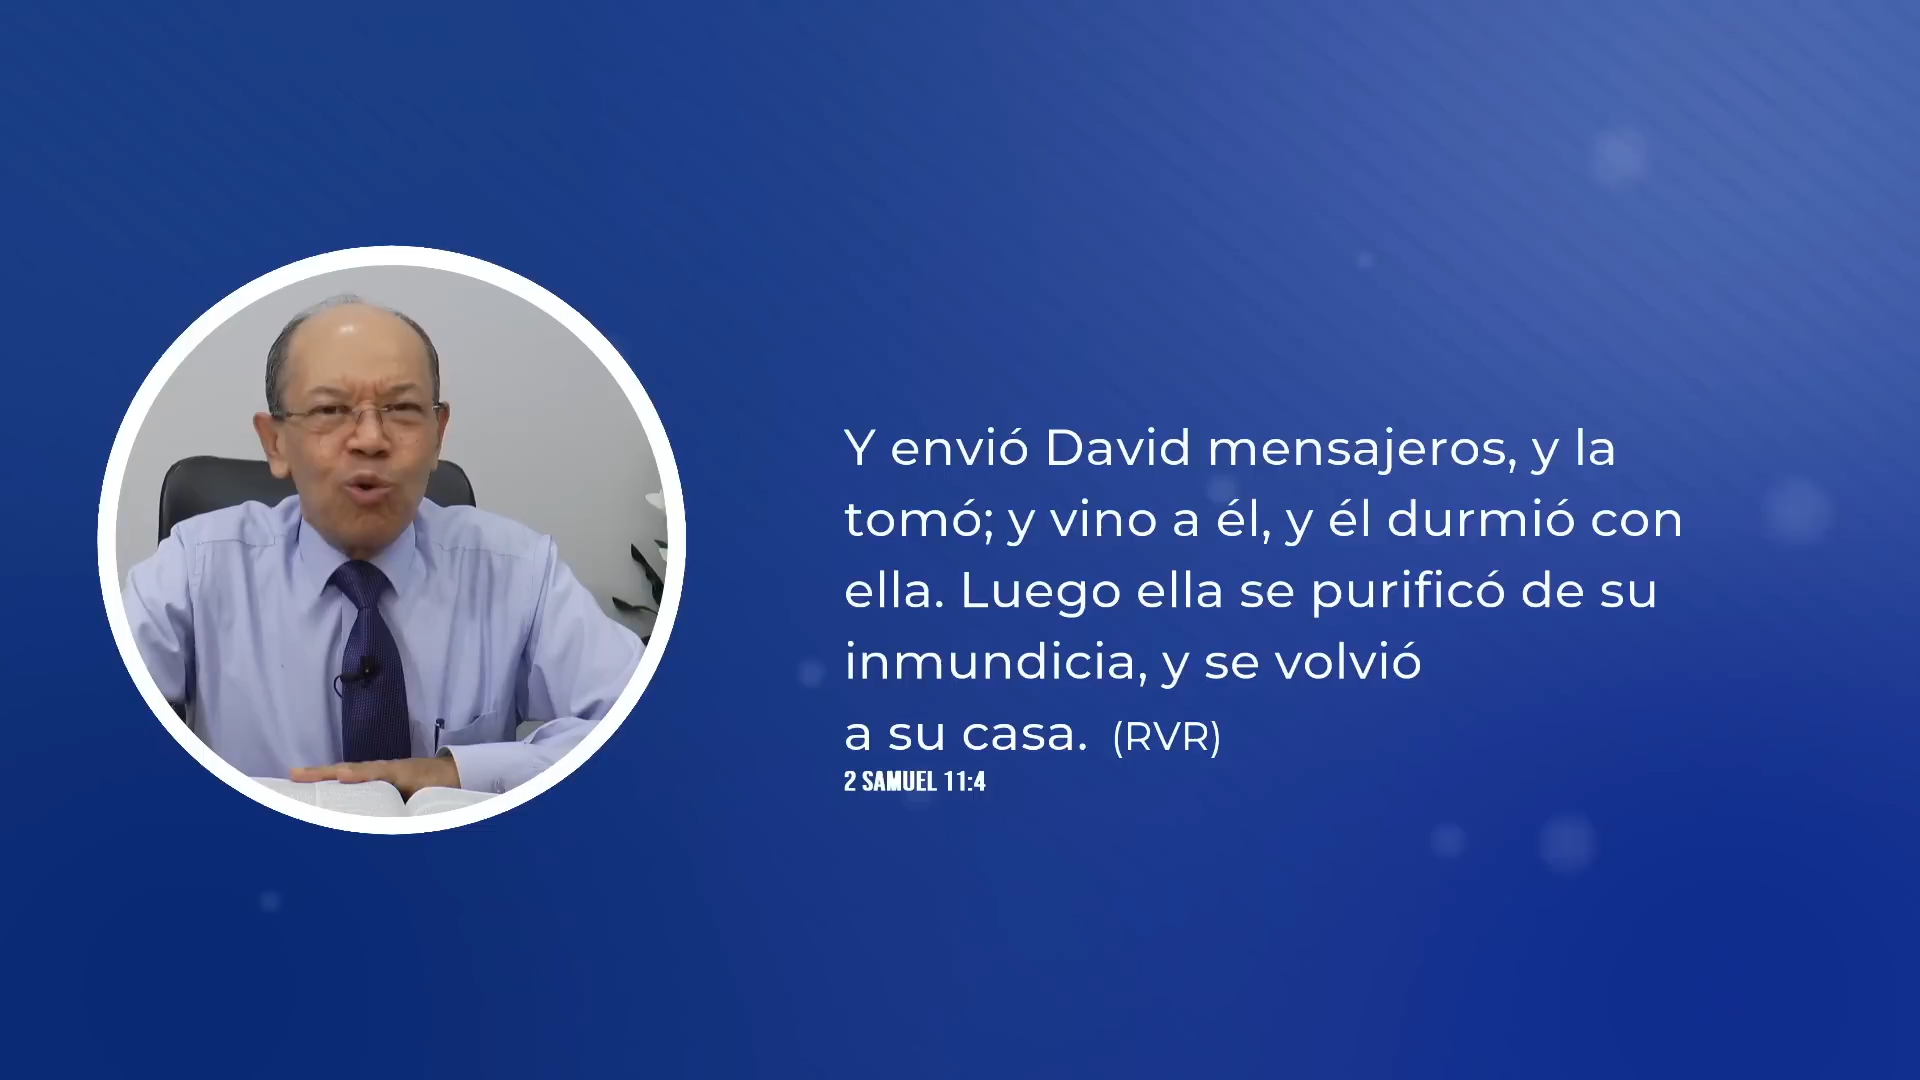 Y envió David mensajeros, y la
tomó; y vino a él, y él durmió con
ella. Luego ella se purificó de su
inmundicia, y se volvió
a su casa. (RVR)
2 SAMUEL 11:4